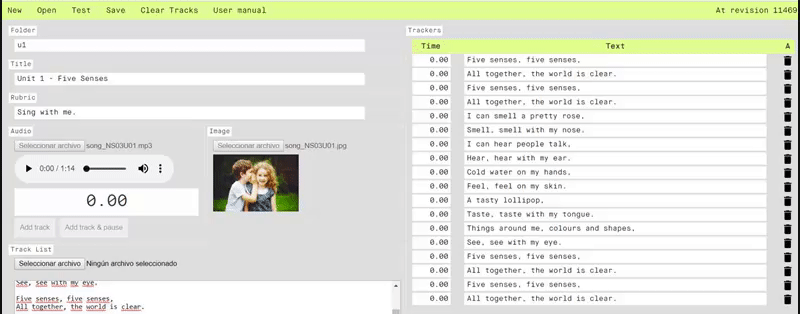 New Open Test Save Clear Tracks User manual At revision 11469
Folder
u1
Title
Unit 1 - Five Senses
Rubric
Sing with me.
Audio
Seleccionar archivo song_NS03U01.mp3
0:00 / 1:14
0.00
Add track Add track & pause
Image
Seleccionar archivo song_NS03U01.jpg
Track List
Seleccionar archivo Ningún archivo seleccionado
See, see with my eye.
Five senses, five senses,
All together, the world is clear.
Trackers
Time Text A
0.00 Five senses, five senses,
0.00 All together, the world is clear.
0.00 Five senses, five senses,
0.00 All together, the world is clear.
0.00 I can smell a pretty rose,
0.00 Smell, smell with my nose.
0.00 I can hear people talk,
0.00 Hear, hear with my ear.
0.00 Cold water on my hands,
0.00 Feel, feel on my skin.
0.00 A tasty lollipop,
0.00 Taste, taste with my tongue.
0.00 Things around me, colours and shapes,
0.00 See, see with my eye.
0.00 Five senses, five senses,
0.00 All together, the world is clear.
0.00 Five senses, five senses,
0.00 All together, the world is clear.